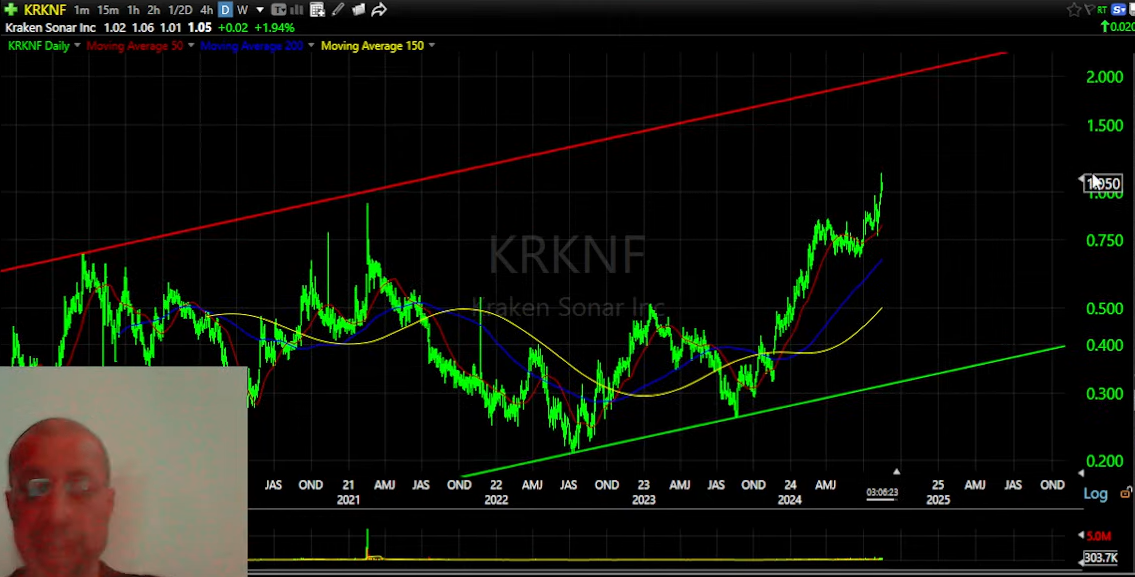 KRKNF 1m 15m 1h 2h 1/2D 4h D W
RT S
Kraken Sonar Inc 1.02 1.06 1.01 1.05 +0.02 +1.94%
KRKNF Daily Moving Average 50 Moving Average 200 Moving Average 150
2.000
1.500
1.050
1.000
KRKNF
0.750
Kraken Sonar Inc
0.500
0.400
0.300
0.200
JAS OND 21 AMJ JAS OND 22 AMJ JAS OND 23 AMJ JAS OND 24 AMJ 25 AMJ JAS OND
2021 2022 2023 2024 03:06:23 2025
Log
5.0M
303.7K